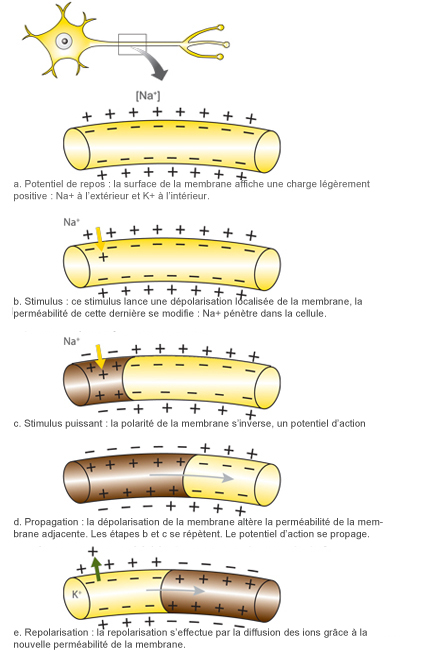 [Na+]
a. Potentiel de repos : la surface de la membrane affiche une charge légèrement
positive : Na+ à l'extérieur et K+ à l'intérieur.
Na+
b. Stimulus : ce stimulus lance une dépolarisation localisée de la membrane, la
perméabilité de cette dernière se modifie : Na+ pénètre dans la cellule.
Na+
c. Stimulus puissant : la polarité de la membrane s'inverse, un potentiel d'action
d. Propagation : la dépolarisation de la membrane altère la perméabilité de la mem-
brane adjacente. Les étapes b et c se répètent. Le potentiel d'action se propage.
K+
e. Repolarisation : la repolarisation s'effectue par la diffusion des ions grâce à la
nouvelle perméabilité de la membrane.